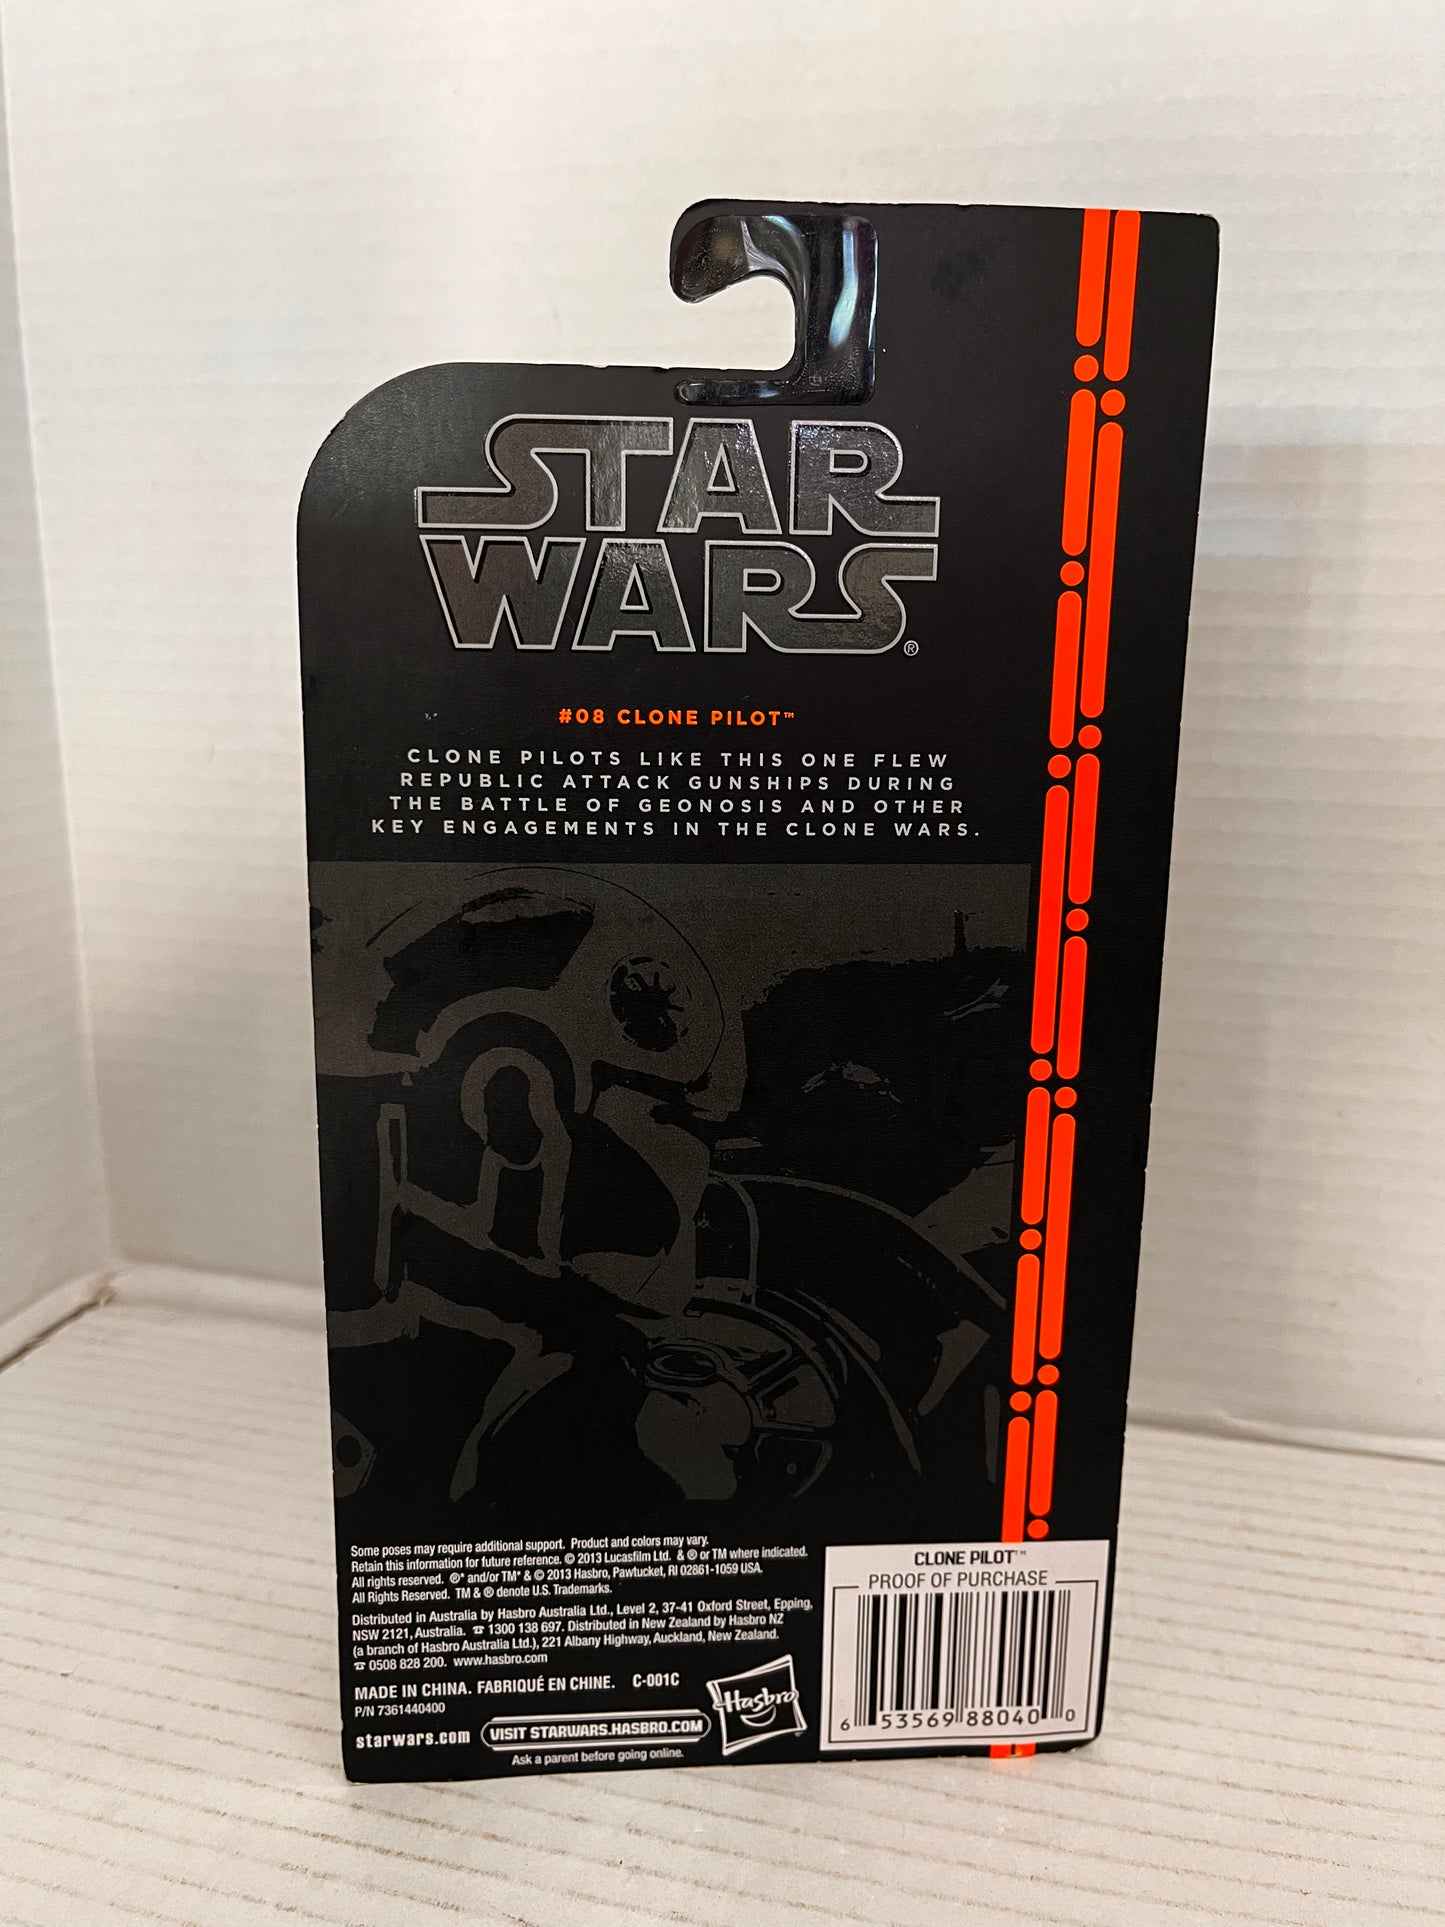 STAR
WARS®
#08 CLONE PILOT™
CLONE PILOTS LIKE THIS ONE FLEW
REPUBLIC ATTACK GUNSHIPS DURING
THE BATTLE OF GEONOSIS AND OTHER
KEY ENGAGEMENTS IN THE CLONE WARS.
Some poses may require additional support. Product and colors may vary.
Retain this information for future reference. © 2013 Lucasfilm Ltd. & ® or TM where indicated.
All rights reserved. ®* and/or TM* & © 2013 Hasbro, Pawtucket, RI 02861-1059 USA.
All Rights Reserved. TM & ® denote U.S. Trademarks.
Distributed in Australia by Hasbro Australia Ltd., Level 2, 37-41 Oxford Street, Epping,
NSW 2121, Australia. ☎ 1300 138 697. Distributed in New Zealand by Hasbro NZ
(a branch of Hasbro Australia Ltd.), 221 Albany Highway, Auckland, New Zealand.
☎ 0508 828 200. www.hasbro.com
MADE IN CHINA. FABRIQUÉ EN CHINE. C-001C
P/N 7361440400
starwars.com VISIT STARWARS.HASBRO.COM
Ask a parent before going online.
Hasbro
CLONE PILOT™
PROOF OF PURCHASE
6 53569 88040 0